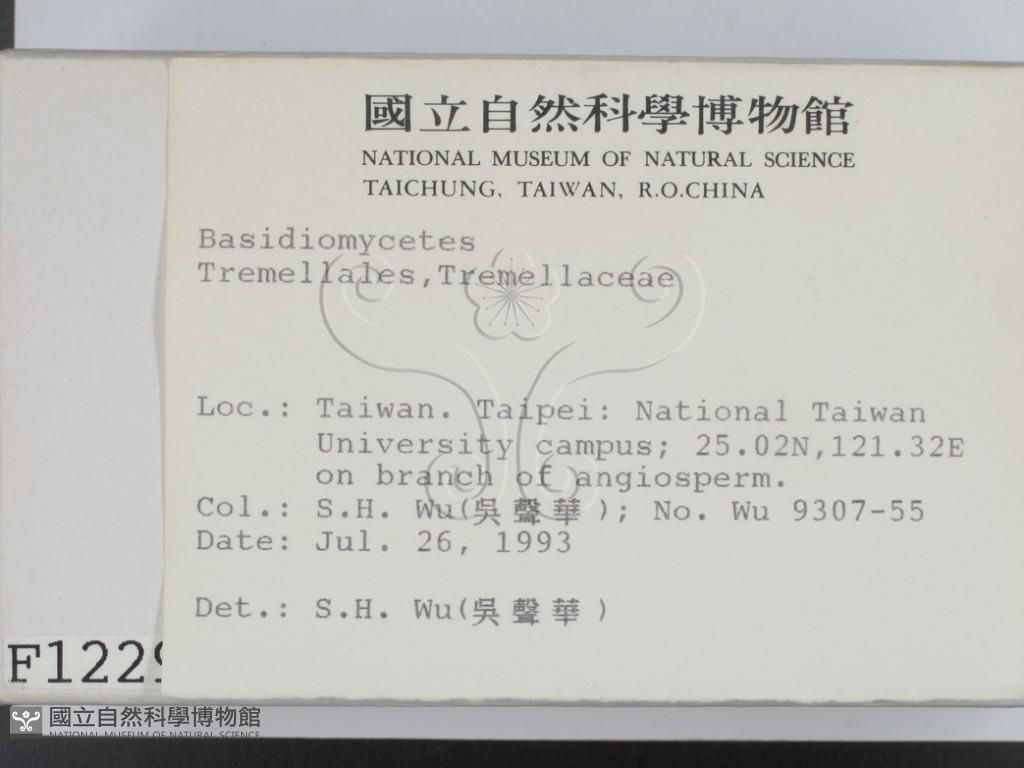 國立自然科學博物館
NATIONAL MUSEUM OF NATURAL SCIENCE
TAICHUNG, TAIWAN, R.O.CHINA
Basidiomycetes
Tremellales,Tremellaceae
Loc.: Taiwan. Taipei: National Taiwan
University campus; 25.02N,121.32E
on branch of angiosperm.
Col.: S.H. Wu(吳聲華); No. Wu 9307-55
Date: Jul. 26, 1993
Det.: S.H. Wu(吳聲華)
F1229
國立自然科學博物館
NATIONAL MUSEUM OF NATURAL SCIENCE